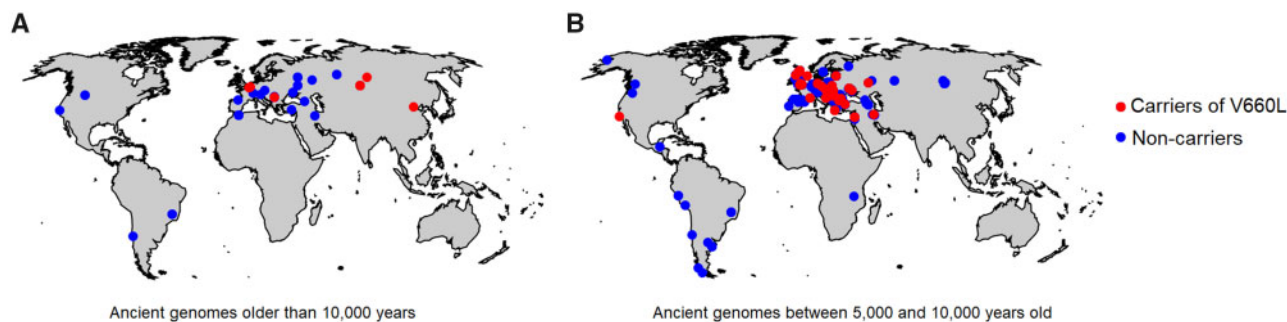 A
B
Carriers of V660L
Non-carriers
Ancient genomes older than 10,000 years
Ancient genomes between 5,000 and 10,000 years old